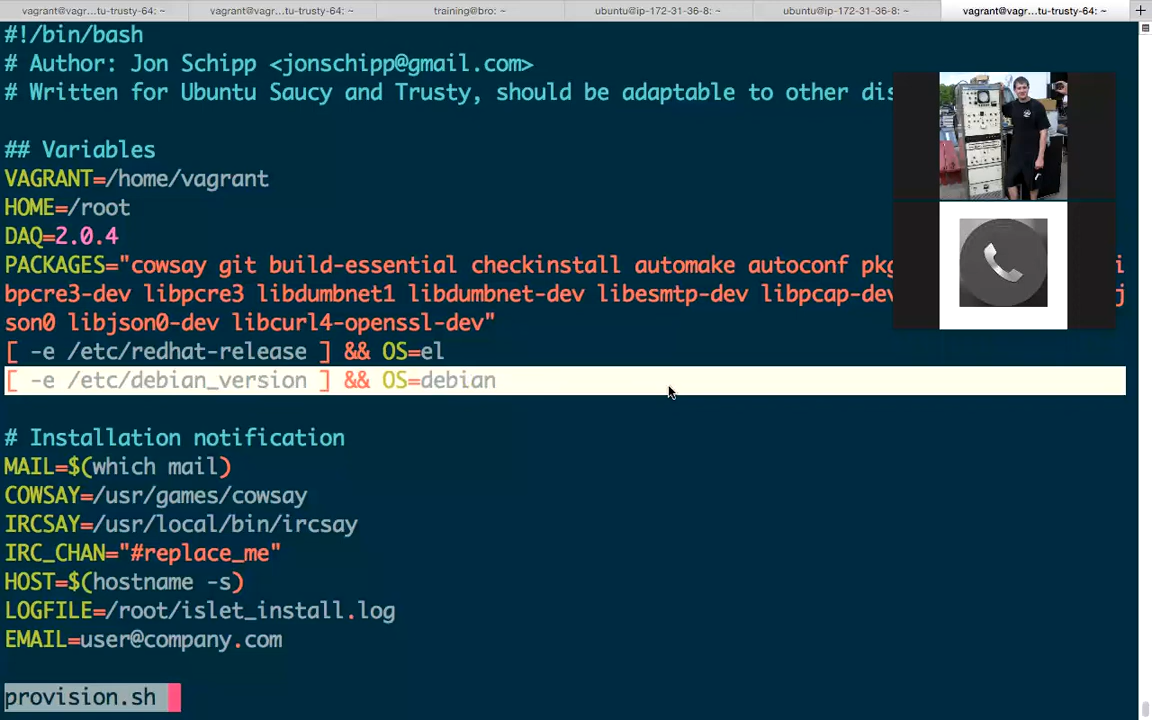 vagrant@vagr...tu-trusty-64: ~
vagrant@vagr...tu-trusty-64: ~
training@bro: ~
ubuntu@ip-172-31-36-8: ~
ubuntu@ip-172-31-36-8: ~
vagrant@vagr...tu-trusty-64: ~
#!/bin/bash
# Author: Jon Schipp <jonschipp@gmail.com>
# Written for Ubuntu Saucy and Trusty, should be adaptable to other dis
## Variables
VAGRANT=/home/vagrant
HOME=/root
DAQ=2.0.4
PACKAGES="cowsay git build-essential checkinstall automake autoconf pkg i
bpcre3-dev libpcre3 libdumbnet1 libdumbnet-dev libesmtp-dev libpcap-dev j
son0 libjson0-dev libcurl4-openssl-dev"
[ -e /etc/redhat-release ] && OS=el
[ -e /etc/debian_version ] && OS=debian
# Installation notification
MAIL=$(which mail)
COWSAY=/usr/games/cowsay
IRCSAY=/usr/local/bin/ircsay
IRC_CHAN="#replace_me"
HOST=$(hostname -s)
LOGFILE=/root/islet_install.log
EMAIL=user@company.com
provision.sh